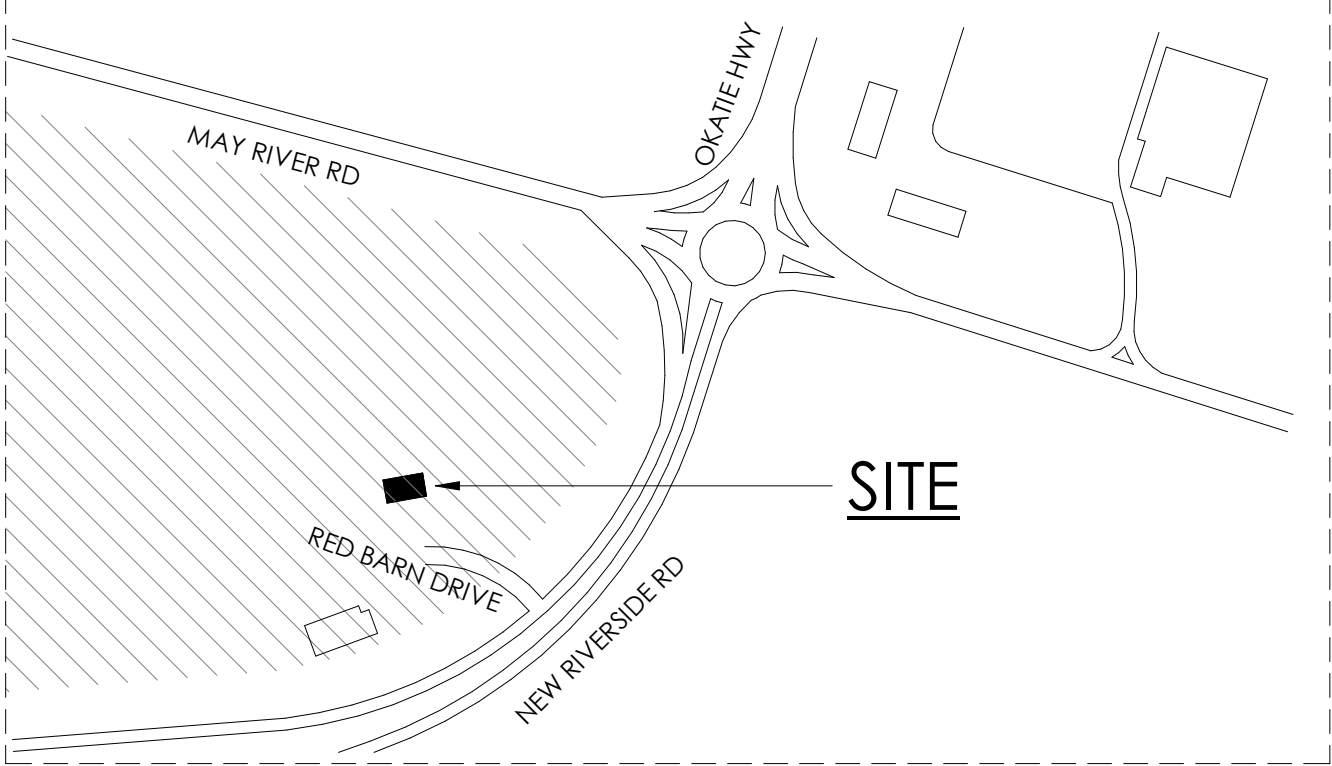 OKATIE HWY
MAY RIVER RD
SITE
RED BARN DRIVE
NEW RIVERSIDE RD